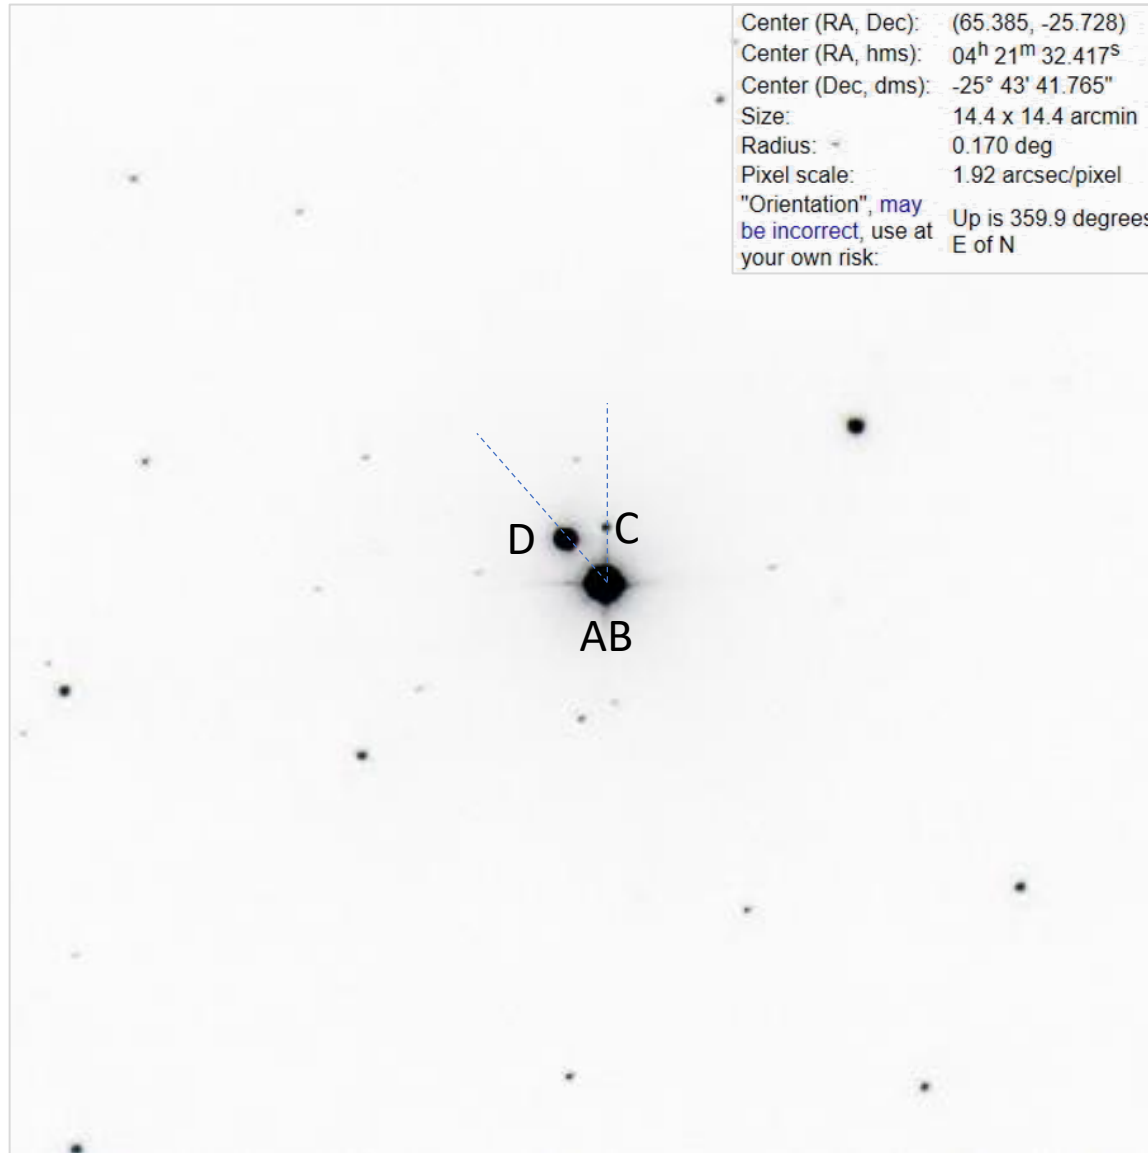 Center (RA, Dec): (65.385, -25.728)
Center (RA, hms): 04h 21m 32.417s
Center (Dec, dms): -25° 43' 41.765"
Size: 14.4 x 14.4 arcmin
Radius: 0.170 deg
Pixel scale: 1.92 arcsec/pixel
"Orientation", may be incorrect, use at your own risk: Up is 359.9 degrees E of N
C
D
AB